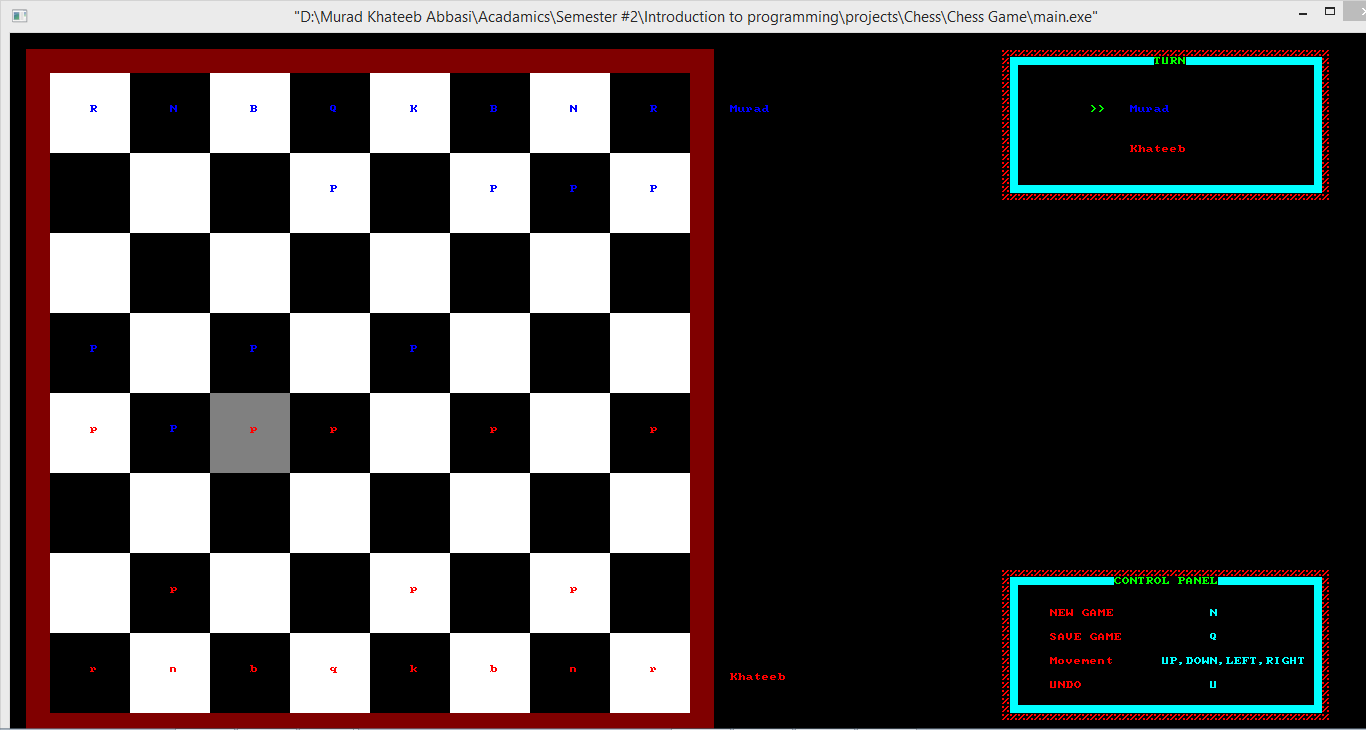 "D:\Murad Khateeb Abbasi\Acadamics\Semester #2\Introduction to programming\projects\Chess\Chess Game\main.exe"
TURN
R N B Q K B N R
Murad
>> Murad
Khateeb
P P P P
P P P
p P p p p p
p p p
r n b q k b n r
Khateeb
CONTROL PANEL
NEW GAME N
SAVE GAME Q
Movement UP,DOWN,LEFT,RIGHT
UNDO U